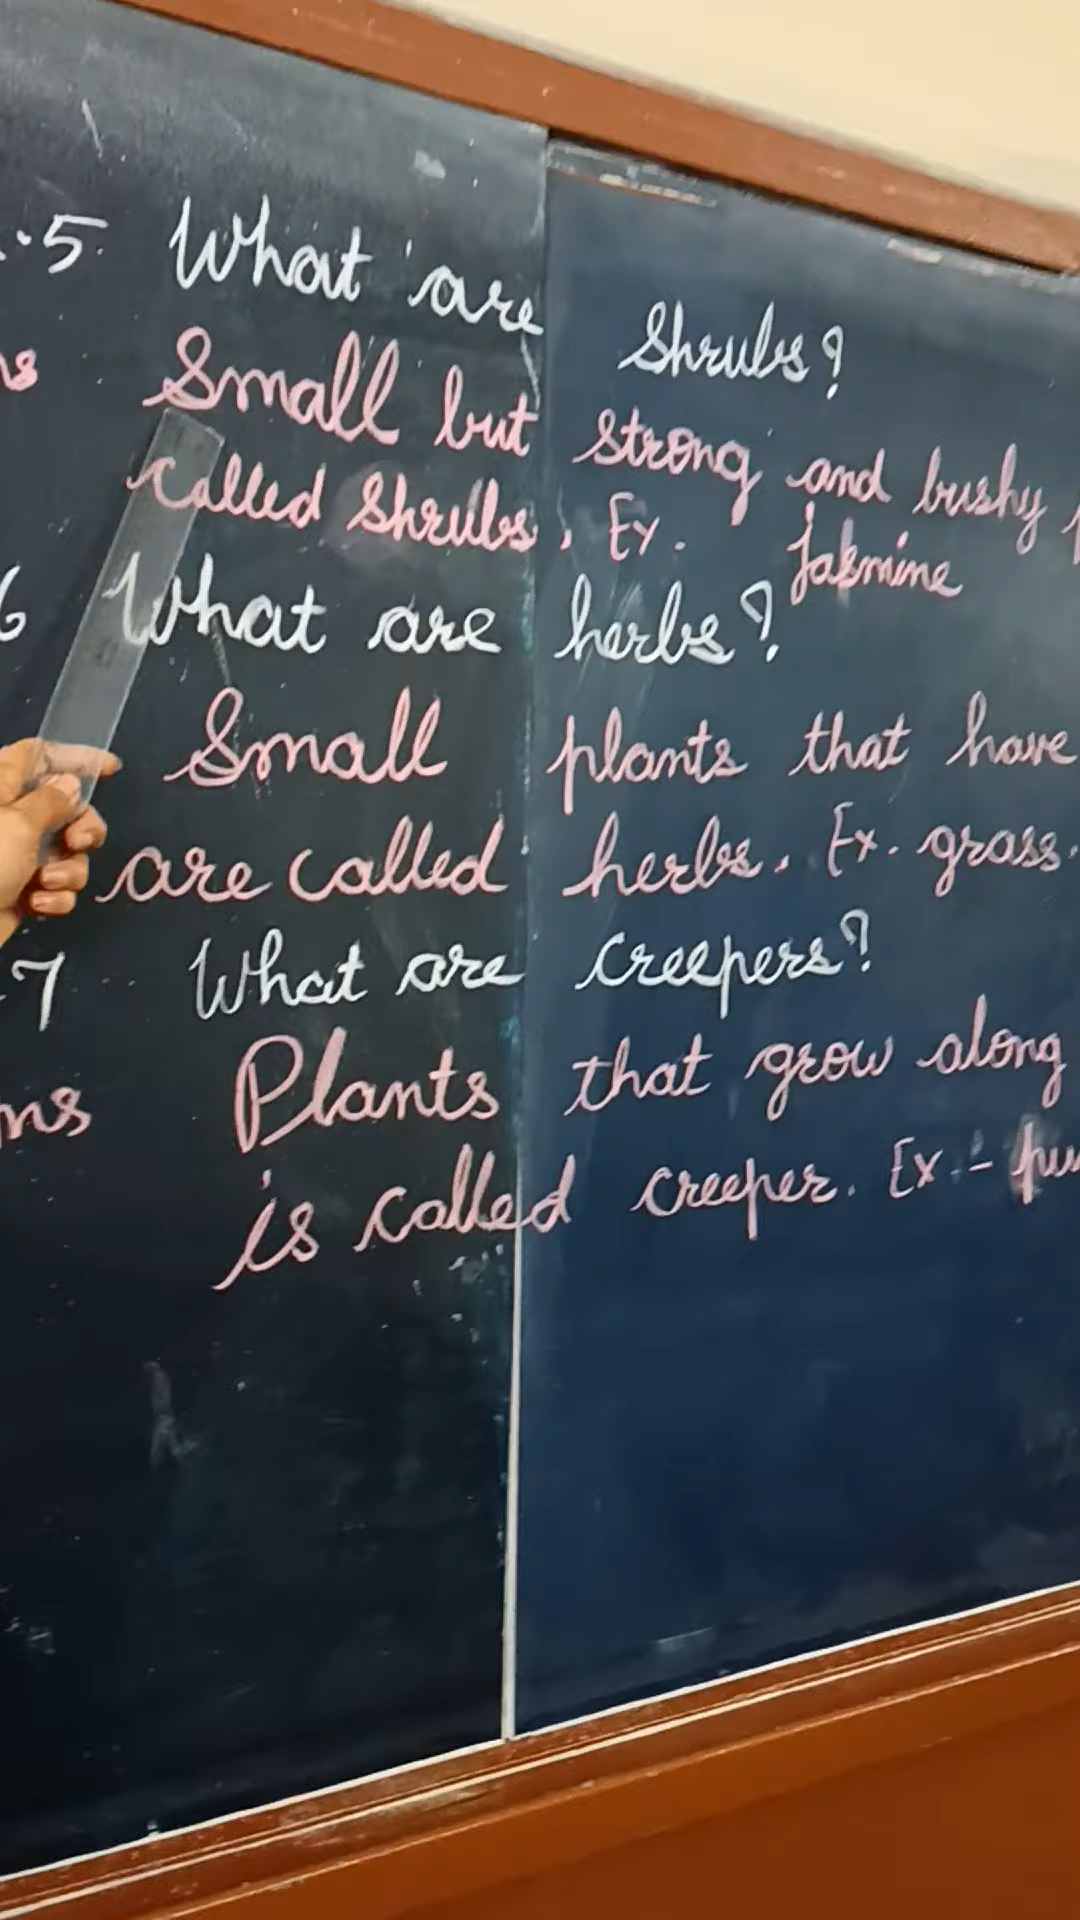 .5 What are Shrubs?
ns Small but strong and bushy
called Shrubs. Ex. Jasmine
6 What are herbs?
Small plants that have
are called herbs. Ex. grass.
.7 What are creepers?
ns Plants that grow along
is called creeper. Ex -